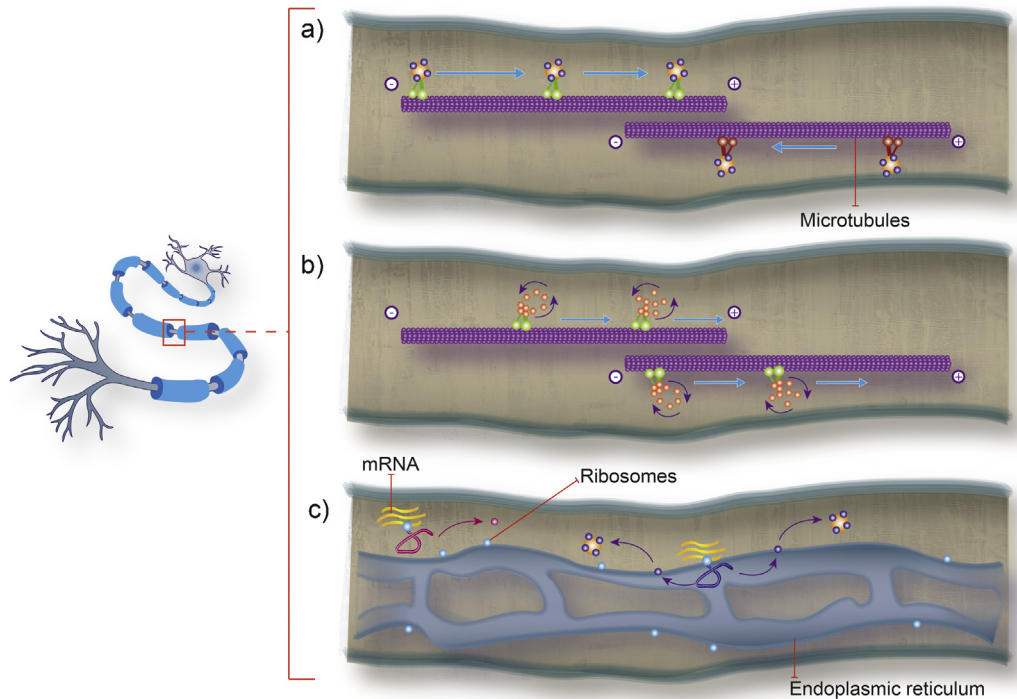 a)
-
+
-
+
Microtubules
b)
-
+
-
+
mRNA
Ribosomes
c)
Endoplasmic reticulum